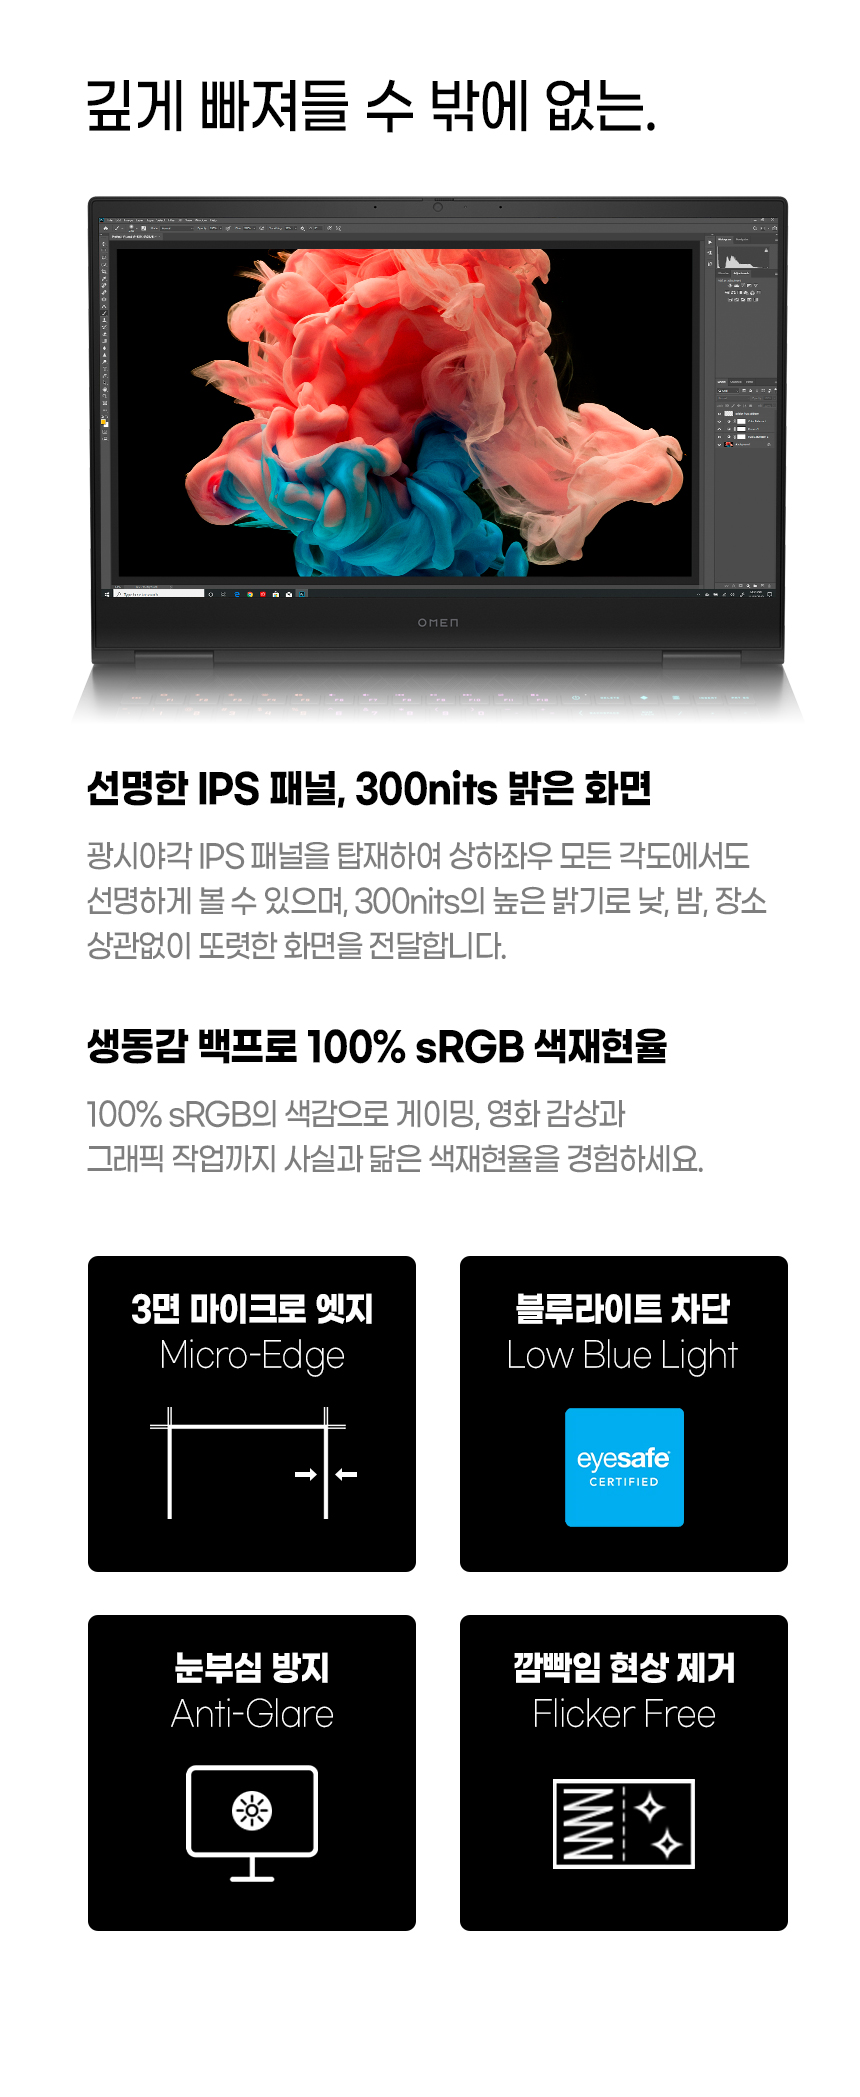 깊게 빠져들 수 밖에 없는.
OMEN
선명한 IPS 패널, 300nits 밝은 화면
광시야각 IPS 패널을 탑재하여 상하좌우 모든 각도에서도
선명하게 볼 수 있으며, 300nits의 높은 밝기로 낮, 밤, 장소
상관없이 또렷한 화면을 전달합니다.
생동감 백프로 100% sRGB 색재현율
100% sRGB의 색감으로 게이밍, 영화 감상과
그래픽 작업까지 사실과 닮은 색재현율을 경험하세요.
3면 마이크로 엣지
Micro-Edge
블루라이트 차단
Low Blue Light
eyesafe
CERTIFIED
눈부심 방지
Anti-Glare
깜빡임 현상 제거
Flicker Free